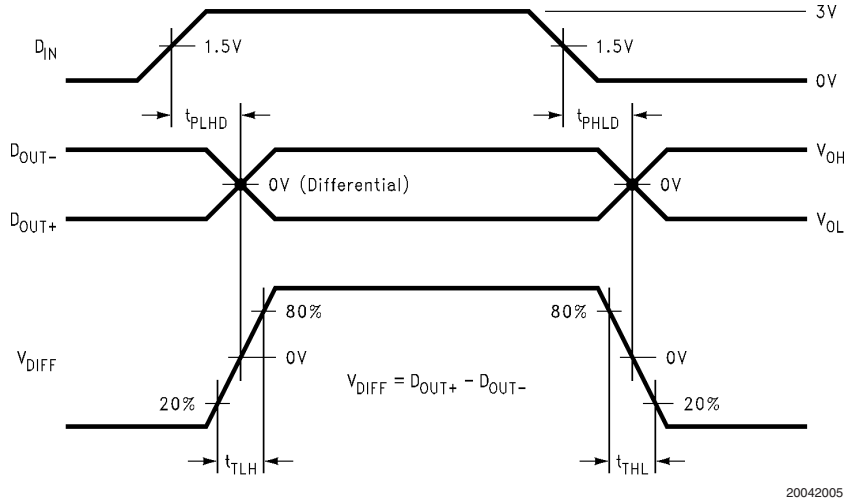 3V
D_IN
1.5V
1.5V
0V
t_PLHD
t_PHLD
D_OUT-
V_OH
0V (Differential)
0V
D_OUT+
V_OL
80%
80%
V_DIFF
0V
0V
V_DIFF = D_OUT+ - D_OUT-
20%
20%
t_TLH
t_THL
20042005